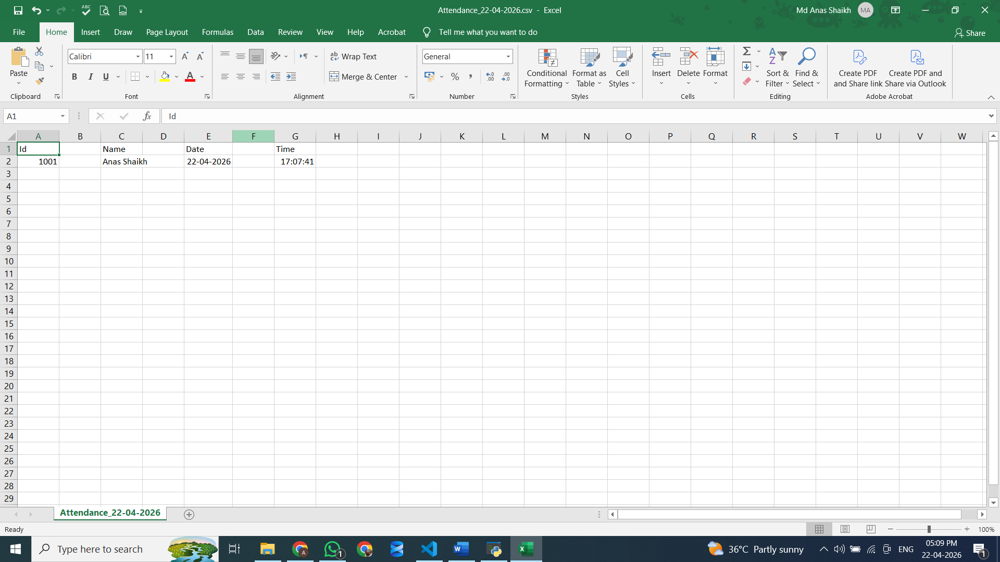 ABC
Attendance_22-04-2026.csv - Excel
Md Anas Shaikh MA
File Home Insert Draw Page Layout Formulas Data Review View Help Acrobat Tell me what you want to do Share
Paste
Clipboard
Calibri 11 A A
B I U A
Font
ab Wrap Text
Merge & Center
Alignment
General
% , .00 .00
Number
Conditional Formatting
Format as Table
Cell Styles
Styles
Insert Delete Format
Cells
Sort & Filter
Find & Select
Editing
Create PDF and Share link
Create PDF and Share via Outlook
Adobe Acrobat
A1 fx Id
A B C D E F G H I J K L M N O P Q R S T U V W
1 Id Name Date Time
2 1001 Anas Shaikh 22-04-2026 17:07:41
3
4
5
6
7
8
9
10
11
12
13
14
15
16
17
18
19
20
21
22
23
24
25
26
27
28
29
Attendance_22-04-2026
Ready 100%
Type here to search
1
36°C Partly sunny ENG
05:09 PM
22-04-2026
1